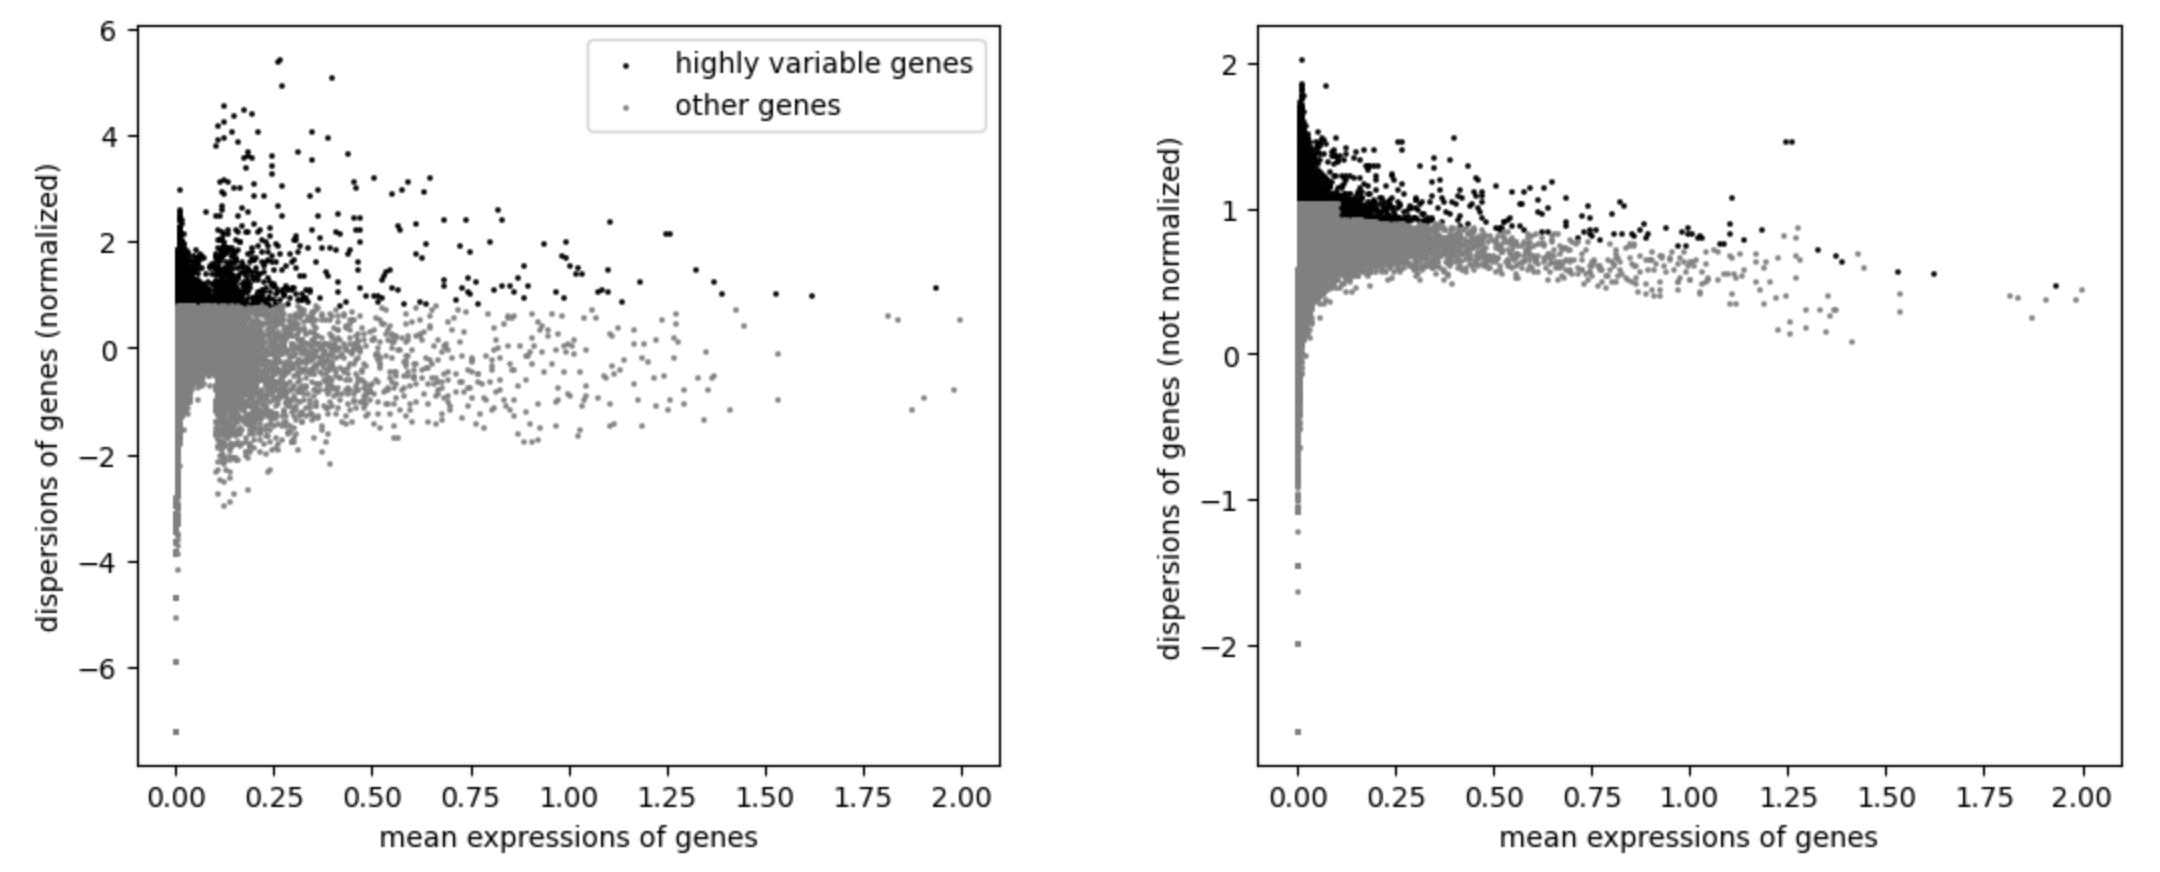 dispersions of genes (normalized)
6
4
2
0
−2
−4
−6
highly variable genes
other genes
0.00 0.25 0.50 0.75 1.00 1.25 1.50 1.75 2.00
mean expressions of genes
dispersions of genes (not normalized)
2
1
0
−1
−2
0.00 0.25 0.50 0.75 1.00 1.25 1.50 1.75 2.00
mean expressions of genes